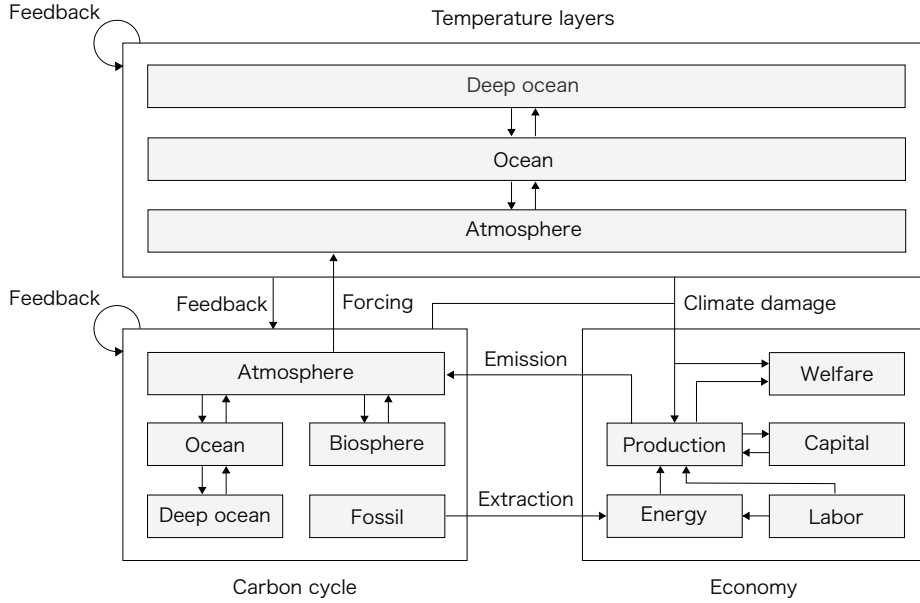 Feedback
Temperature layers
Deep ocean
Ocean
Atmosphere
Feedback
Feedback
Forcing
Climate damage
Atmosphere
Emission
Welfare
Ocean
Biosphere
Production
Capital
Deep ocean
Fossil
Extraction
Energy
Labor
Carbon cycle
Economy